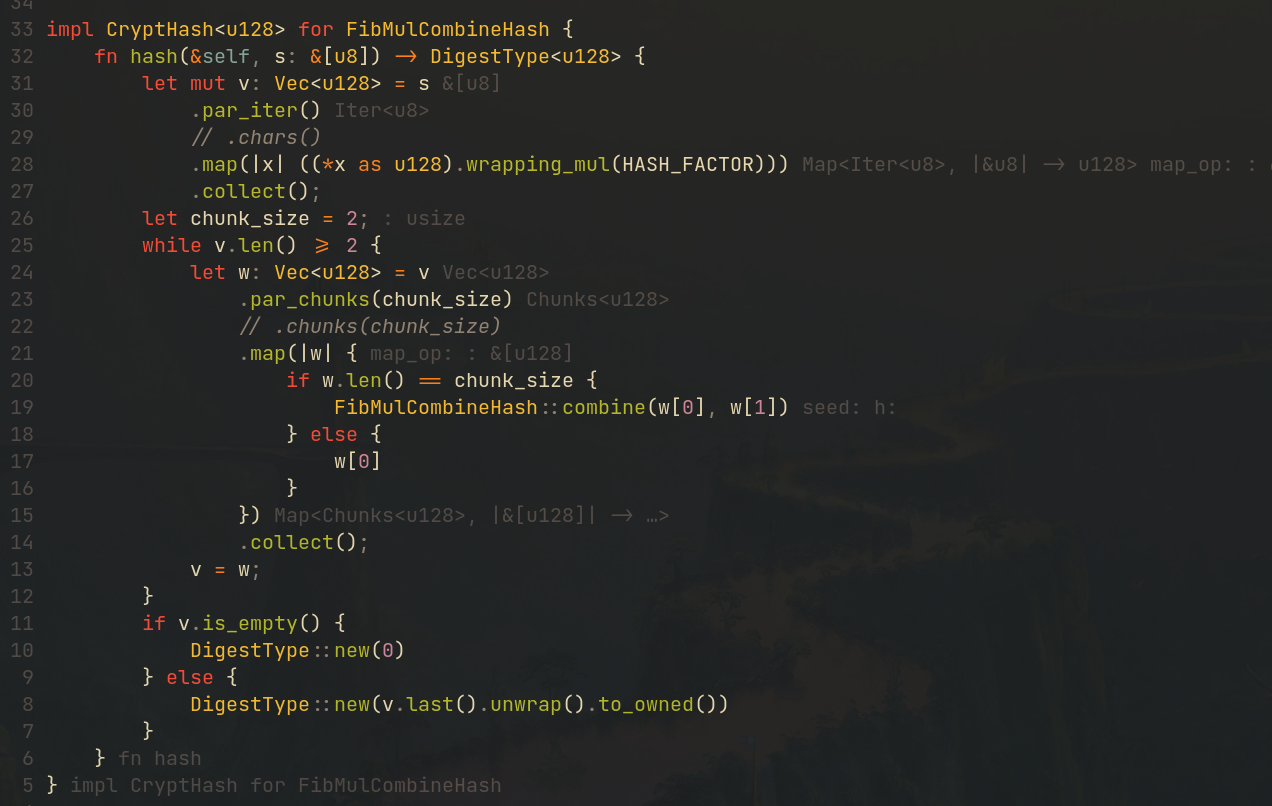 34
33 impl CryptHash<u128> for FibMulCombineHash {
32     fn hash(&self, s: &[u8]) -> DigestType<u128> {
31         let mut v: Vec<u128> = s &[u8]
30             .par_iter() Iter<u8>
29             // .chars()
28             .map(|x| ((*x as u128).wrapping_mul(HASH_FACTOR))) Map<Iter<u8>, |&u8| -> u128> map_op: :
27             .collect();
26         let chunk_size = 2; : usize
25         while v.len() >= 2 {
24             let w: Vec<u128> = v Vec<u128>
23                 .par_chunks(chunk_size) Chunks<u128>
22                 // .chunks(chunk_size)
21                 .map(|w| { map_op: : &[u128]
20                     if w.len() == chunk_size {
19                         FibMulCombineHash::combine(w[0], w[1]) seed: h:
18                     } else {
17                         w[0]
16                     }
15                 }) Map<Chunks<u128>, |&[u128]| -> …>
14                 .collect();
13             v = w;
12         }
11         if v.is_empty() {
10             DigestType::new(0)
9         } else {
8             DigestType::new(v.last().unwrap().to_owned())
7         }
6     } fn hash
5 } impl CryptHash for FibMulCombineHash